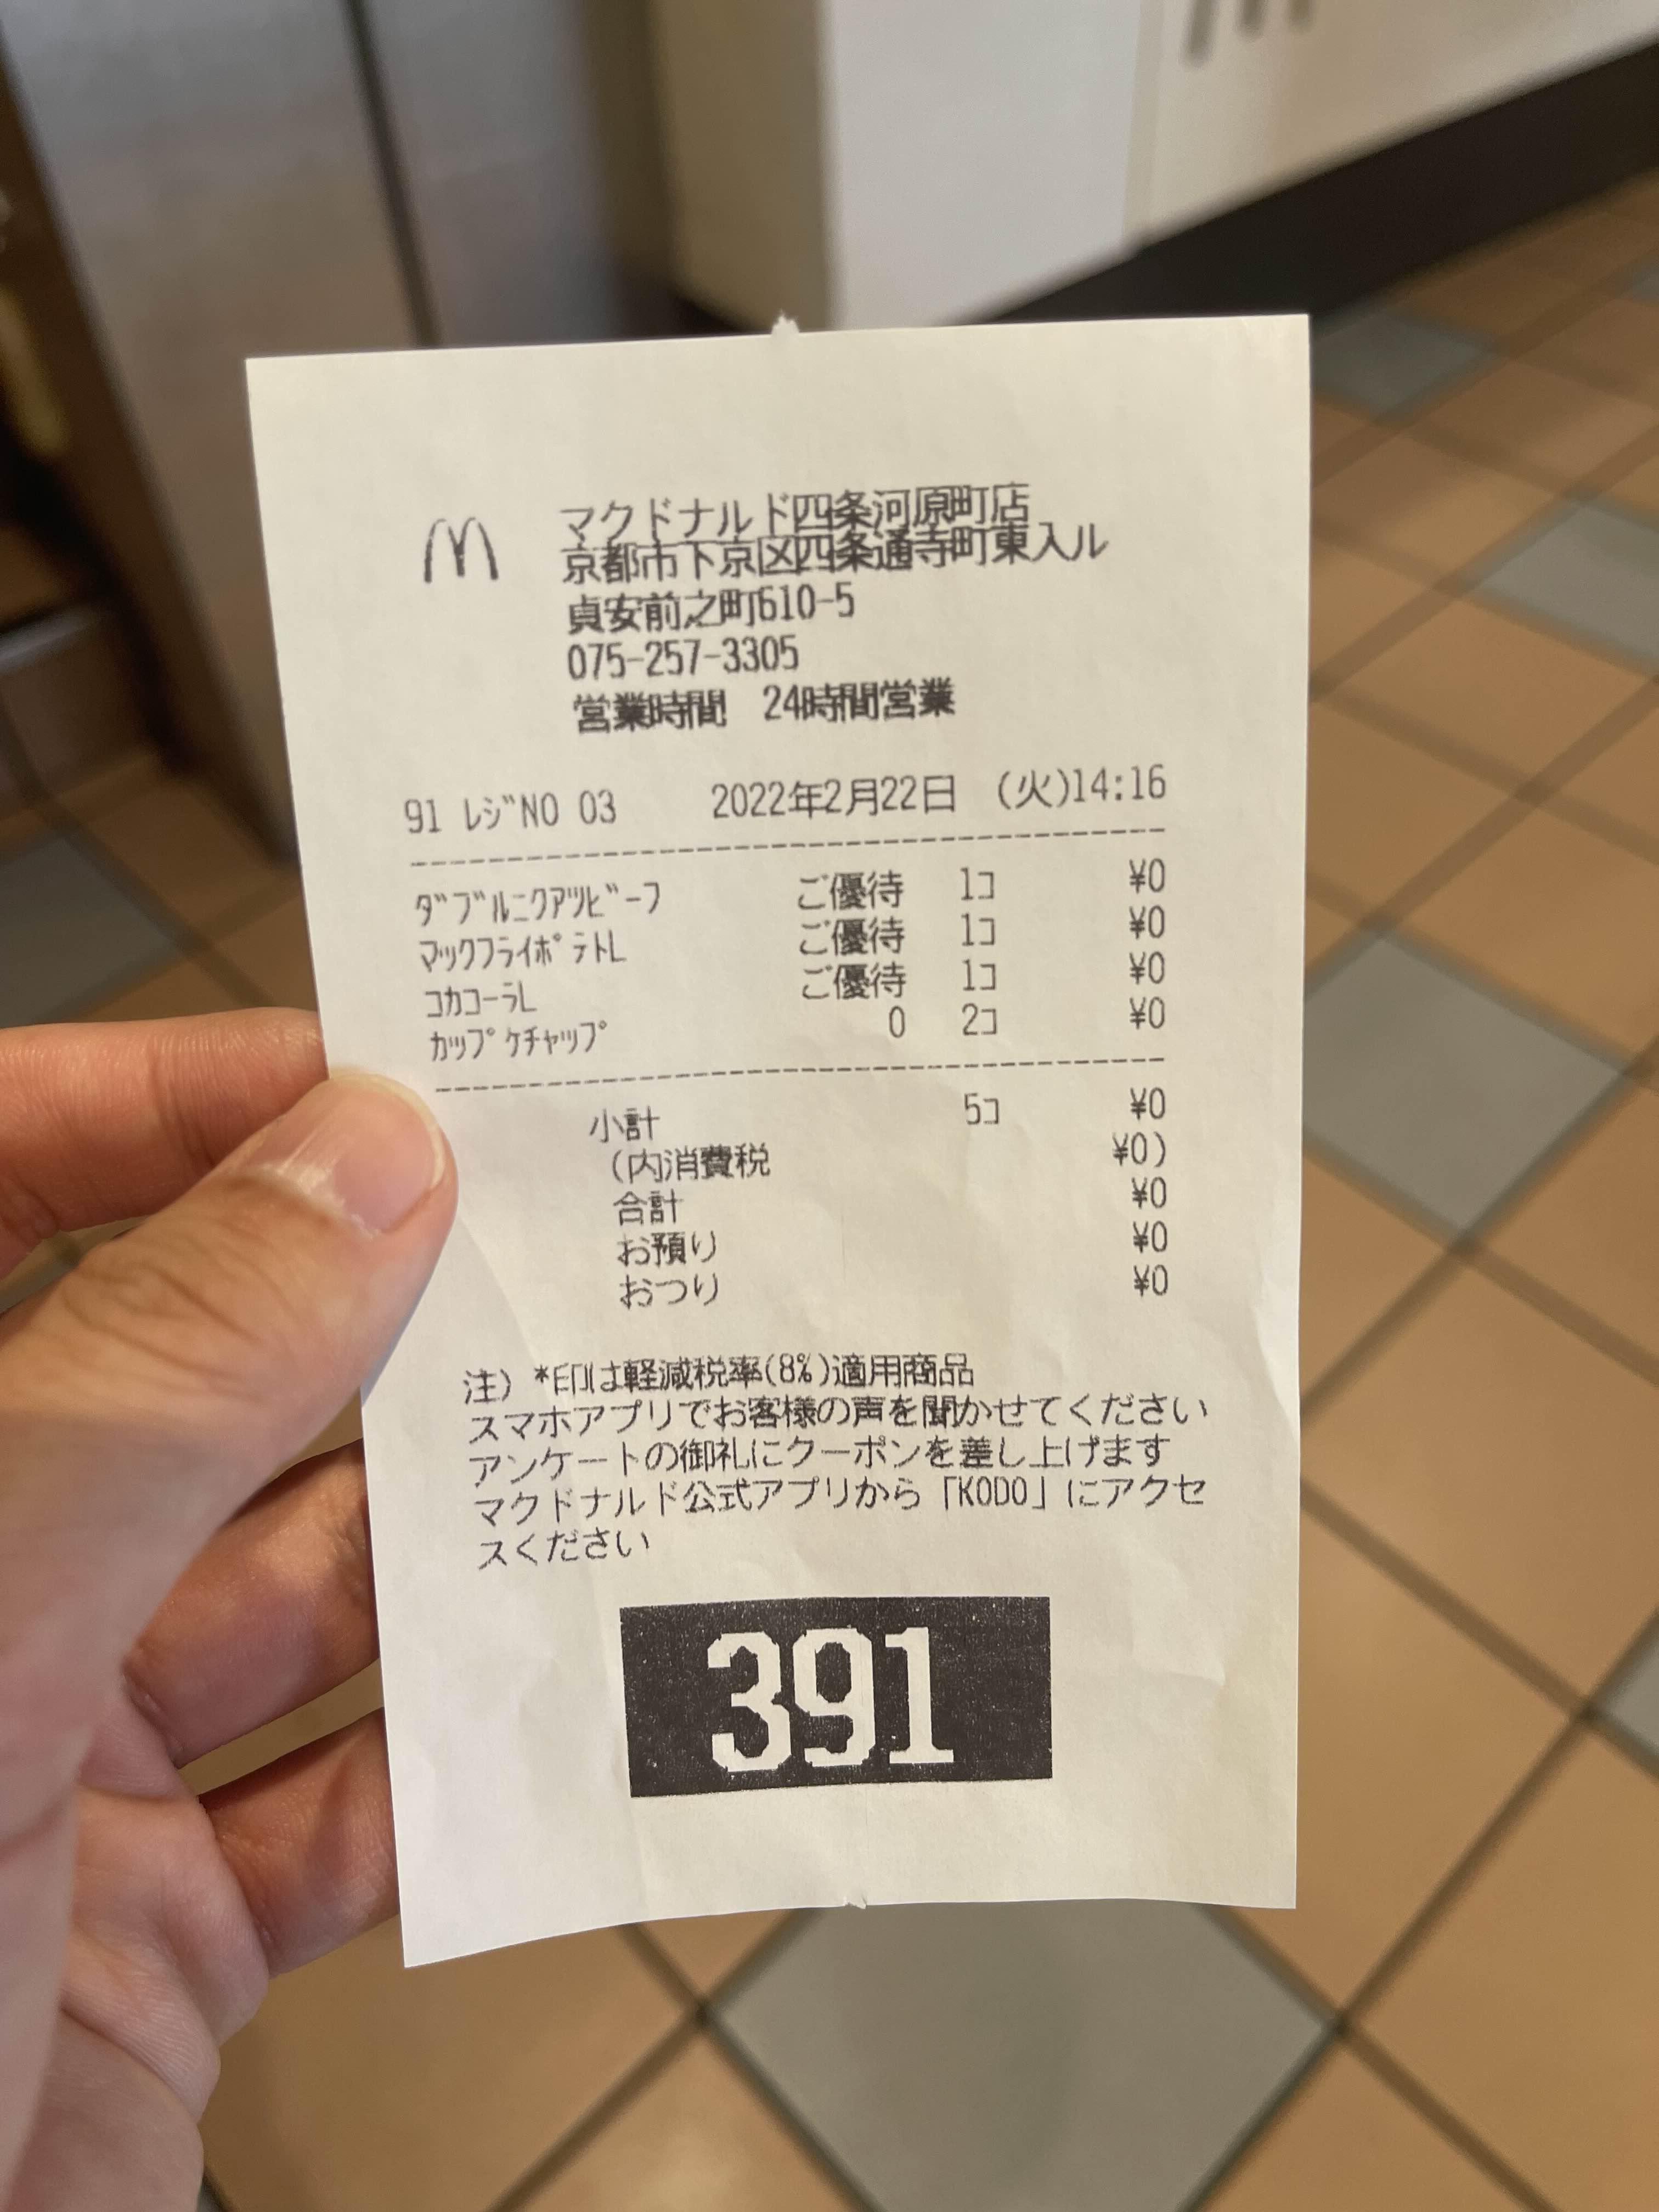 マクドナルド四条河原町店
京都市下京区四条通寺町東入ル
貞安前之町610-5
075-257-3305
営業時間 24時間営業
91 ﾚｼﾞNO 03 2022年2月22日 (火)14:16
ﾀﾞﾌﾞﾙﾆｸｱﾂﾋﾞｰﾌ ご優待 1ｺ ¥0
ﾏｯｸﾌﾗｲﾎﾟﾃﾄL ご優待 1ｺ ¥0
ｺｶｺｰﾗL ご優待 1ｺ ¥0
ｶｯﾌﾟｹﾁｬｯﾌﾟ 0 2ｺ ¥0
小計 5ｺ ¥0
(内消費税 ¥0)
合計 ¥0
お預り ¥0
おつり ¥0
注) *印は軽減税率(8%)適用商品
スマホアプリでお客様の声を聞かせてください
アンケートの御礼にクーポンを差し上げます
マクドナルド公式アプリから「KODO」にアクセ
スください
391